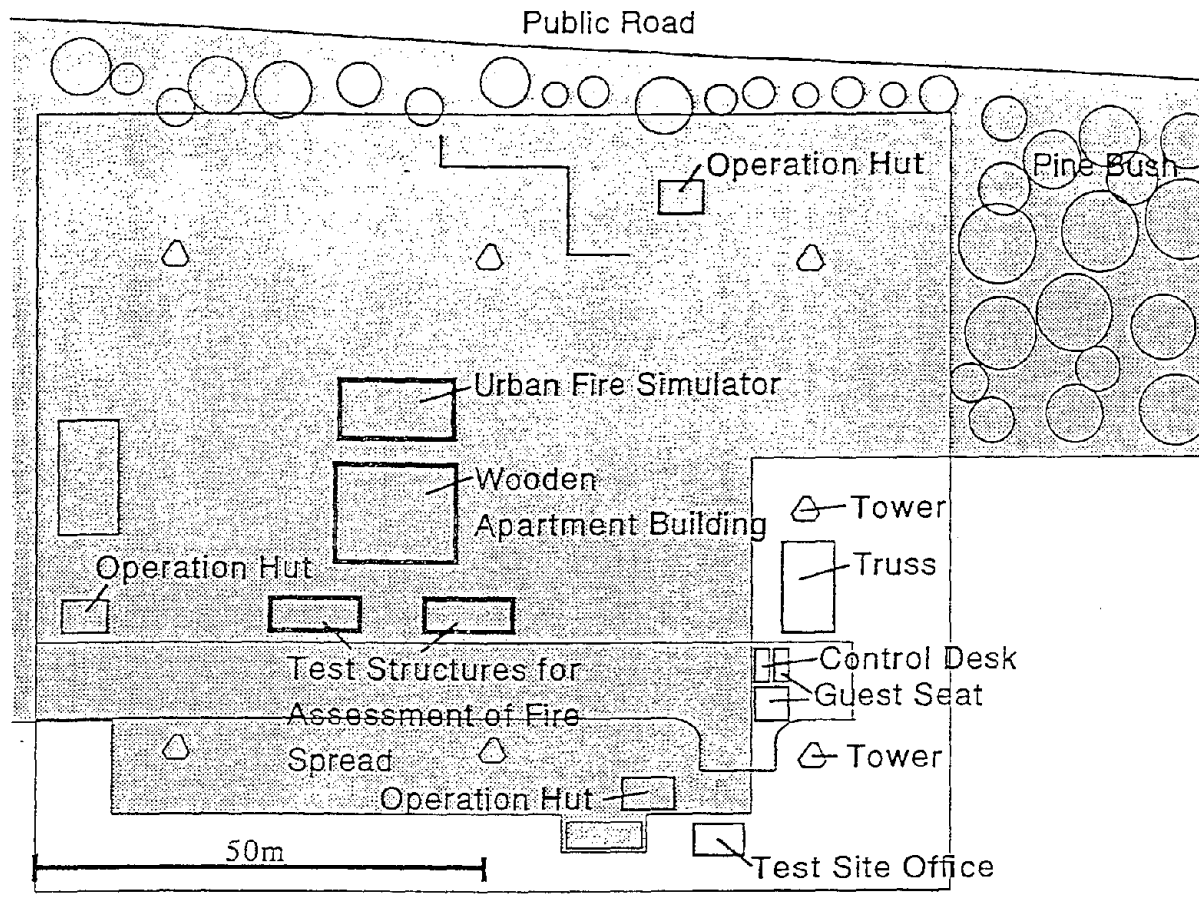 Public Road
Operation Hut
Pine Bush
Urban Fire Simulator
Wooden
Apartment Building
Tower
Truss
Operation Hut
Control Desk
Guest Seat
Test Structures for
Assessment of Fire
Spread
Tower
Operation Hut
50m
Test Site Office